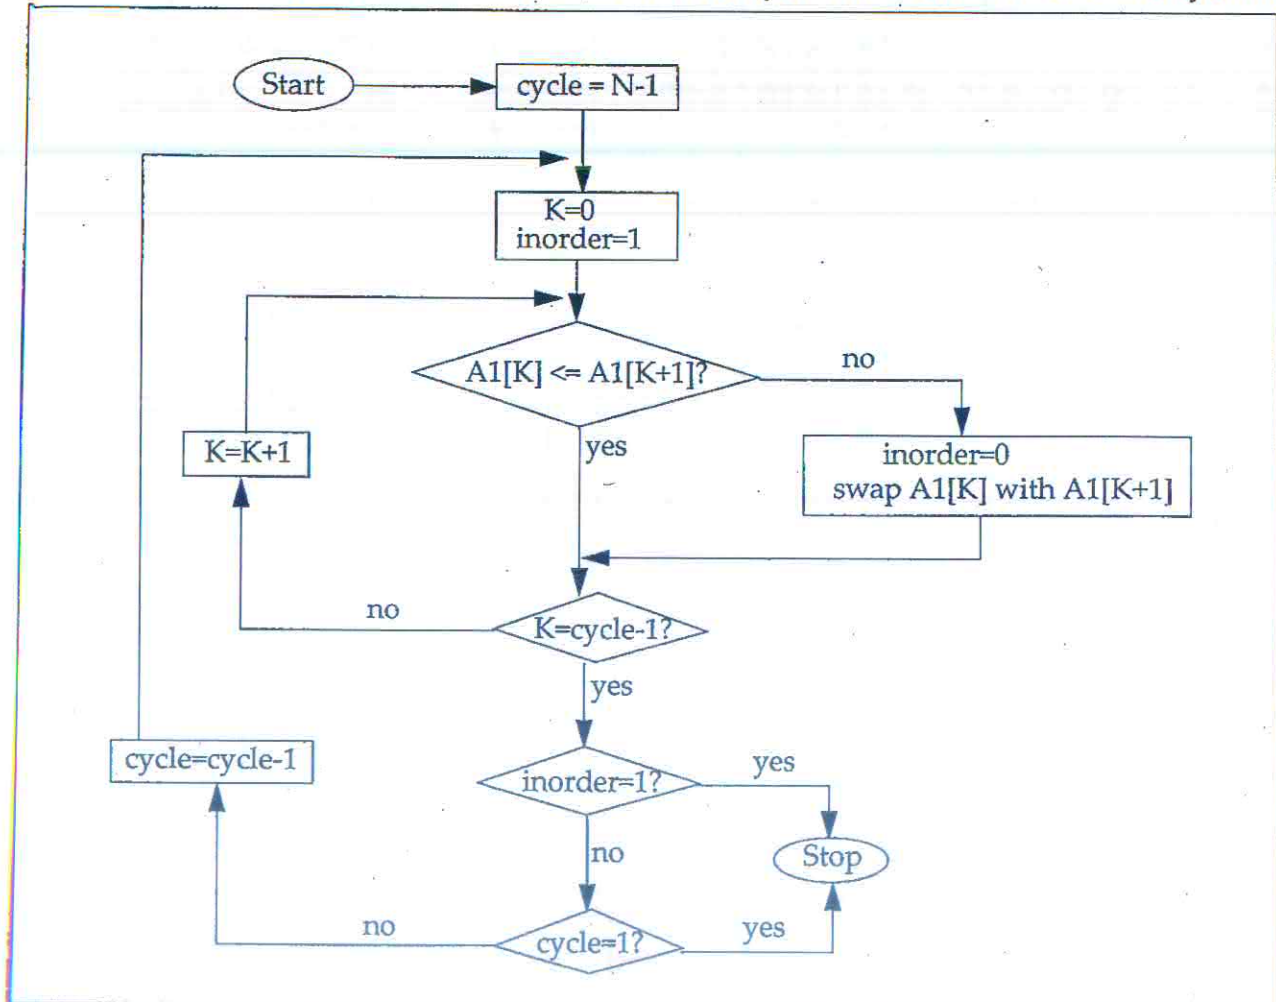 Start
cycle = N-1
K=0
inorder=1
A1[K] <= A1[K+1]?
no
K=K+1
yes
inorder=0
swap A1[K] with A1[K+1]
no
K=cycle-1?
yes
cycle=cycle-1
inorder=1?
yes
no
Stop
no
cycle=1?
yes